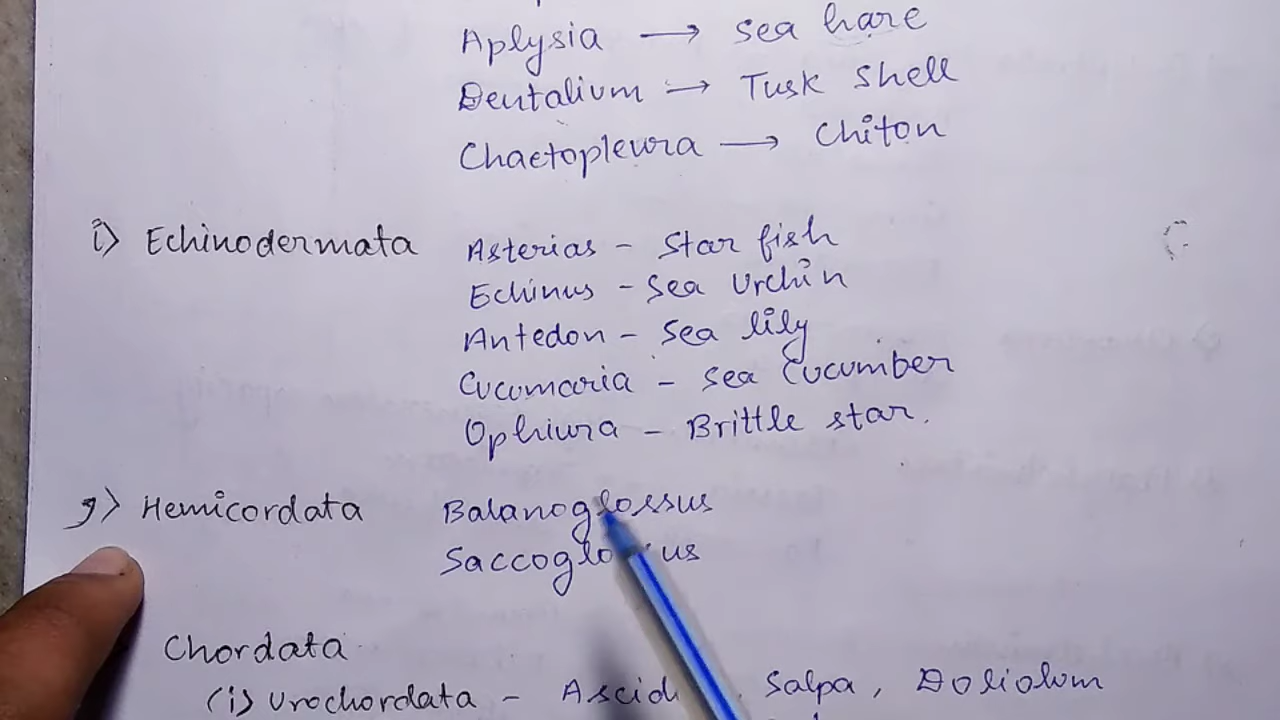 Aplysia → Sea hare
Dentalium → Tusk Shell
Chaetopleura → Chiton
i) Echinodermata Asterias - Star fish
Echinus - Sea Urchin
Antedon - Sea lily
Cucumaria - Sea Cucumber
Ophiura - Brittle star.
j) Hemicordata Balanoglossus
Chordata
(i) Urochordata - Salpa, Doliolum